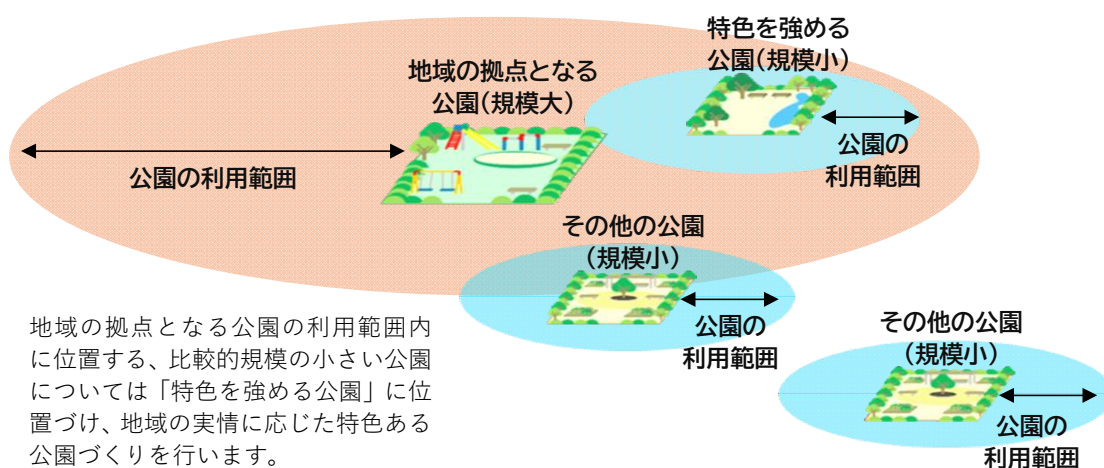 特色を強める
公園(規模小)
地域の拠点となる
公園(規模大)
公園の利用範囲
公園の
利用範囲
その他の公園
(規模小)
公園の
利用範囲
その他の公園
(規模小)
公園の
利用範囲
地域の拠点となる公園の利用範囲内
に位置する、比較的規模の小さい公園
については「特色を強める公園」に位
置づけ、地域の実情に応じた特色ある
公園づくりを行います。